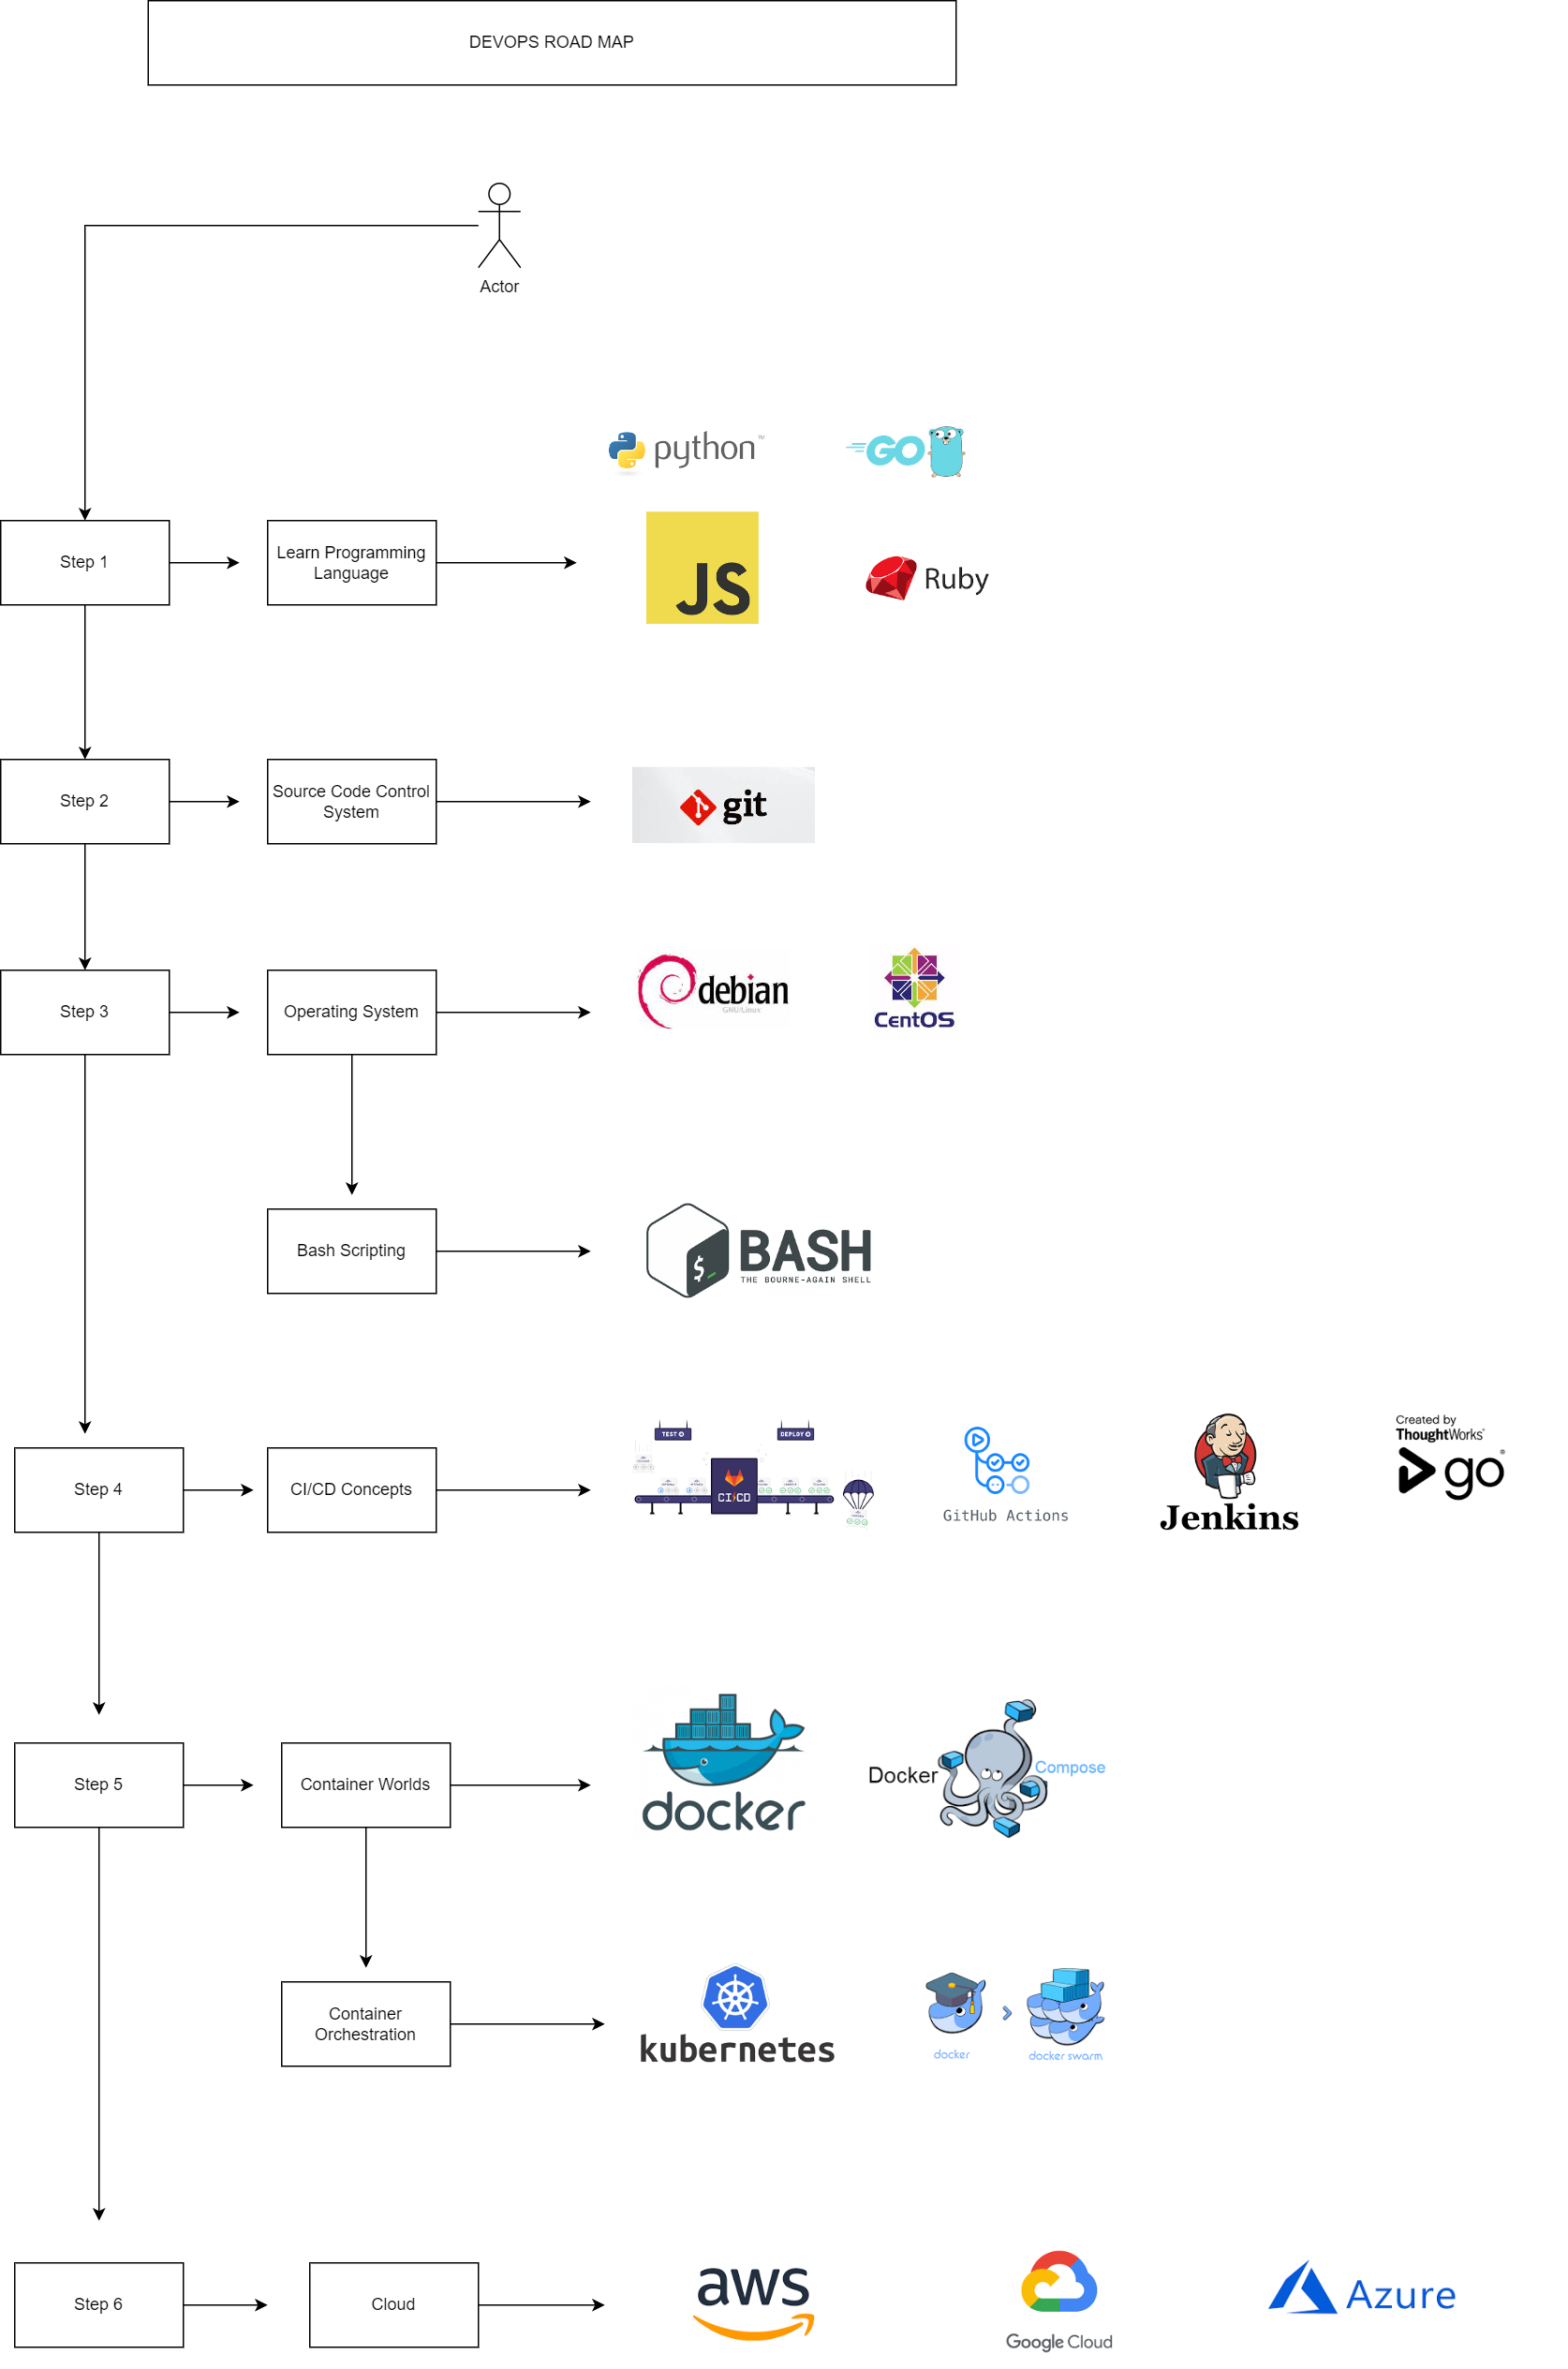 DEVOPS ROAD MAP
Actor
python
GO
Step 1
Learn Programming
Language
JS
Ruby
Step 2
Source Code Control
System
git
Step 3
Operating System
debian
GNU/Linux
CentOS
Bash Scripting
$
BASH
THE BOURNE-AGAIN SHELL
Step 4
CI/CD Concepts
TEST
DEPLOY
CI/CD
GitHub Actions
Jenkins
Created by
ThoughtWorks®
go®
Step 5
Container Worlds
docker
Docker
Compose
Container
Orchestration
kubernetes
docker
docker swarm
Step 6
Cloud
aws
Google Cloud
Azure